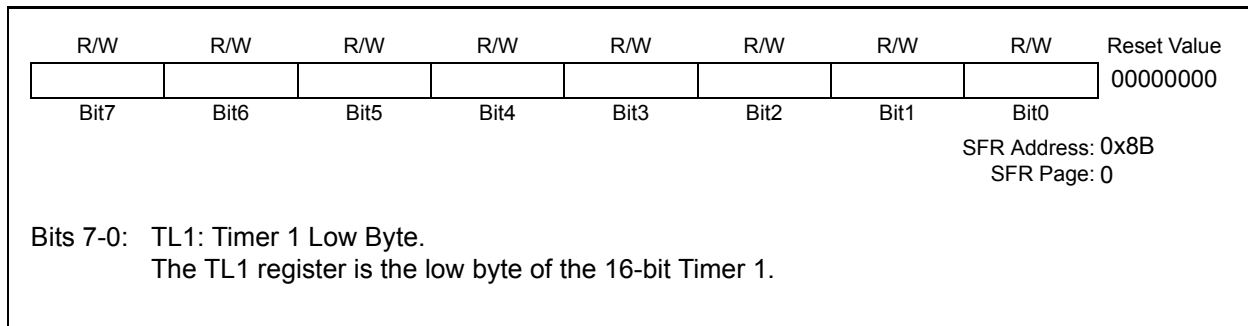 R/W R/W R/W R/W R/W R/W R/W R/W Reset Value
00000000
Bit7 Bit6 Bit5 Bit4 Bit3 Bit2 Bit1 Bit0
SFR Address: 0x8B
SFR Page: 0
Bits 7-0: TL1: Timer 1 Low Byte.
The TL1 register is the low byte of the 16-bit Timer 1.